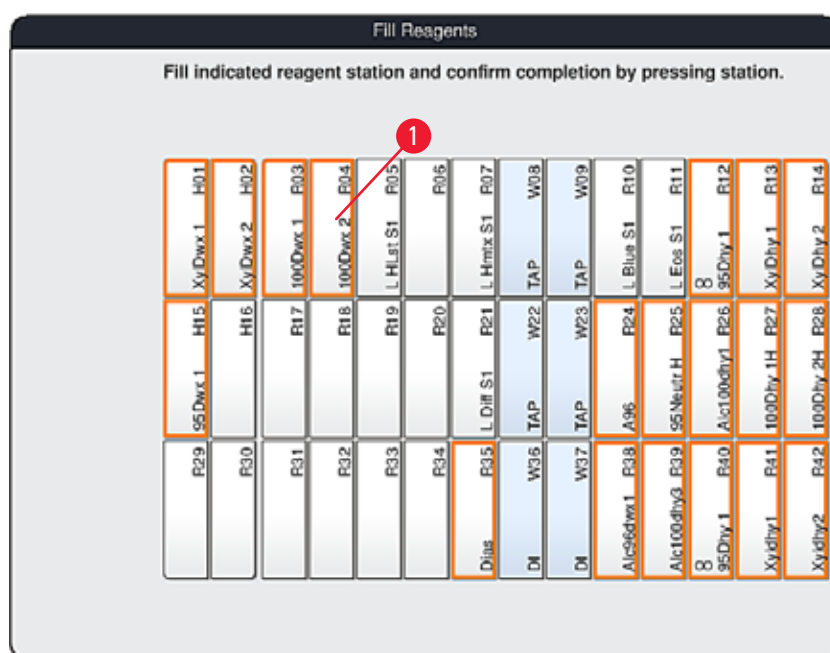 Fill Reagents
Fill indicated reagent station and confirm completion by pressing station.
1
XylDwx 1 H01
XylDwx 2 H02
100Dwx 1 R03
100Dwx 2 R04
L HLst S1 R05
R06
L Hmtx S1 R07
TAP W08
TAP W09
L Blue S1 R10
L Eos S1 R11
8
95Dhy 1 R12
XylDhy 1 R13
XylDhy 2 R14
95Dwx 1 H15
H16
R17
R18
R19
R20
L Diff S1 R21
TAP W22
TAP W23
A96 R24
95Neutr H R25
Alc100dhy1 R26
100Dhy 1H R27
100Dhy 2H R28
R29
R30
R31
R32
R33
R34
Dias R35
DI W36
DI W37
Alc96dwx1 R38
Alc100dhy3 R39
8
95Dhy 1 R40
Xyldhy1 R41
Xyldhy2 R42